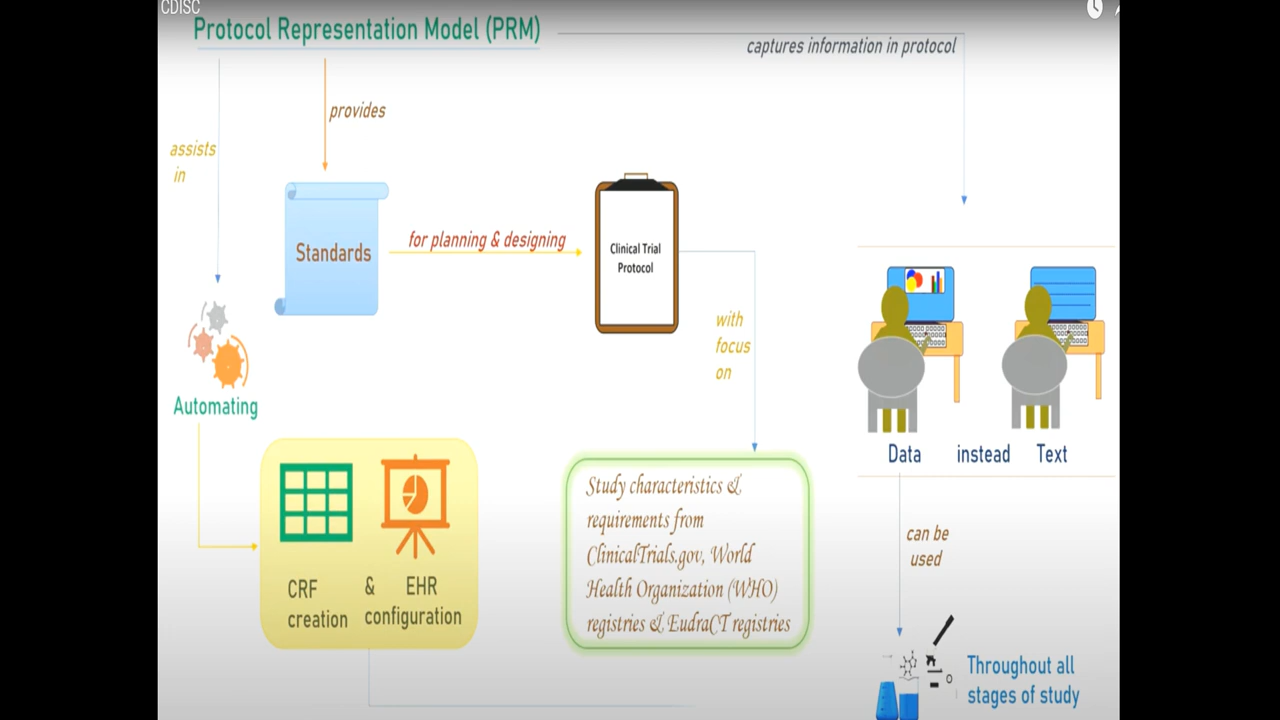 CDISC
Protocol Representation Model (PRM)
captures information in protocol
provides
assists
in
Standards
for planning & designing
Clinical Trial
Protocol
with
focus
on
Automating
Data instead Text
CRF & EHR
creation configuration
Study characteristics &
requirements from
ClinicalTrials.gov, World
Health Organization (WHO)
registries & EudraCT registries
can be
used
Throughout all
stages of study